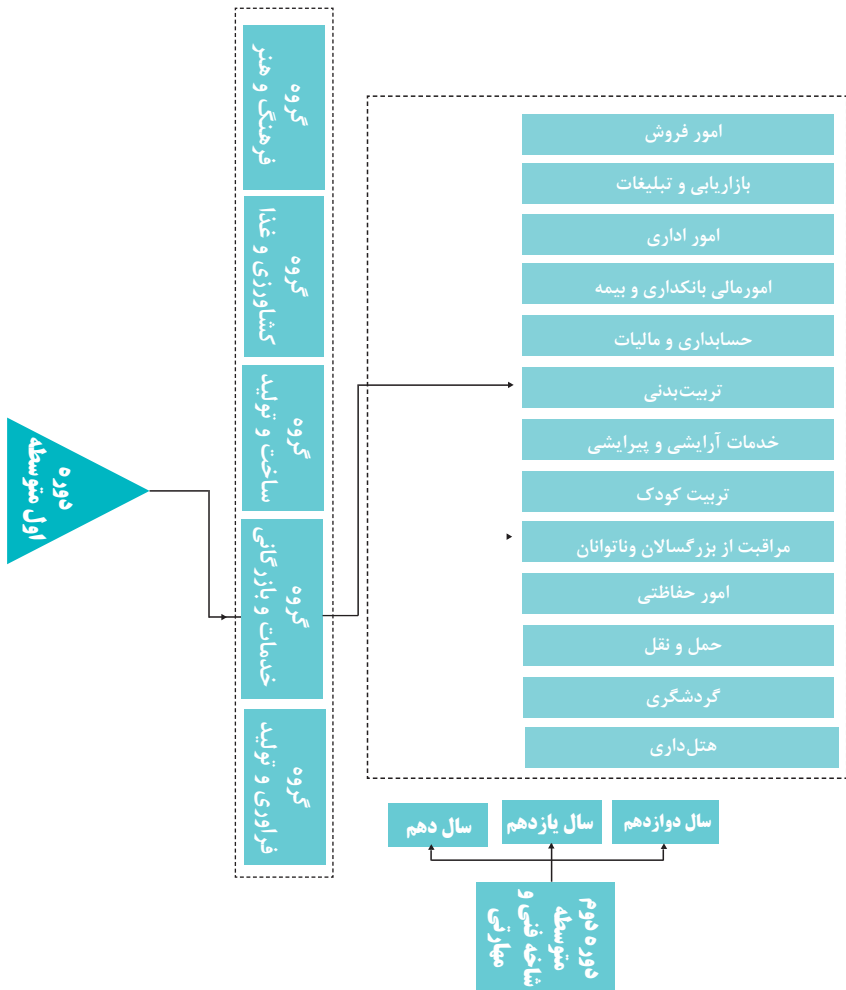 دوره
اول متوسطه
گروه
فرهنگ و هنر
گروه
کشاورزی و غذا
گروه
ساخت و تولید
گروه
خدمات و بازرگانی
گروه
فراوری و تولید
امور فروش
بازاریابی و تبلیغات
امور اداری
امورمالی بانکداری و بیمه
حسابداری و مالیات
تربیت‌بدنی
خدمات آرایشی و پیرایشی
تربیت کودک
مراقبت از بزرگسالان وناتوانان
امور حفاظتی
حمل و نقل
گردشگری
هتل‌داری
سال دهم
سال یازدهم
سال دوازدهم
دوره دوم
متوسطه
شاخه فنی و
مهارتی